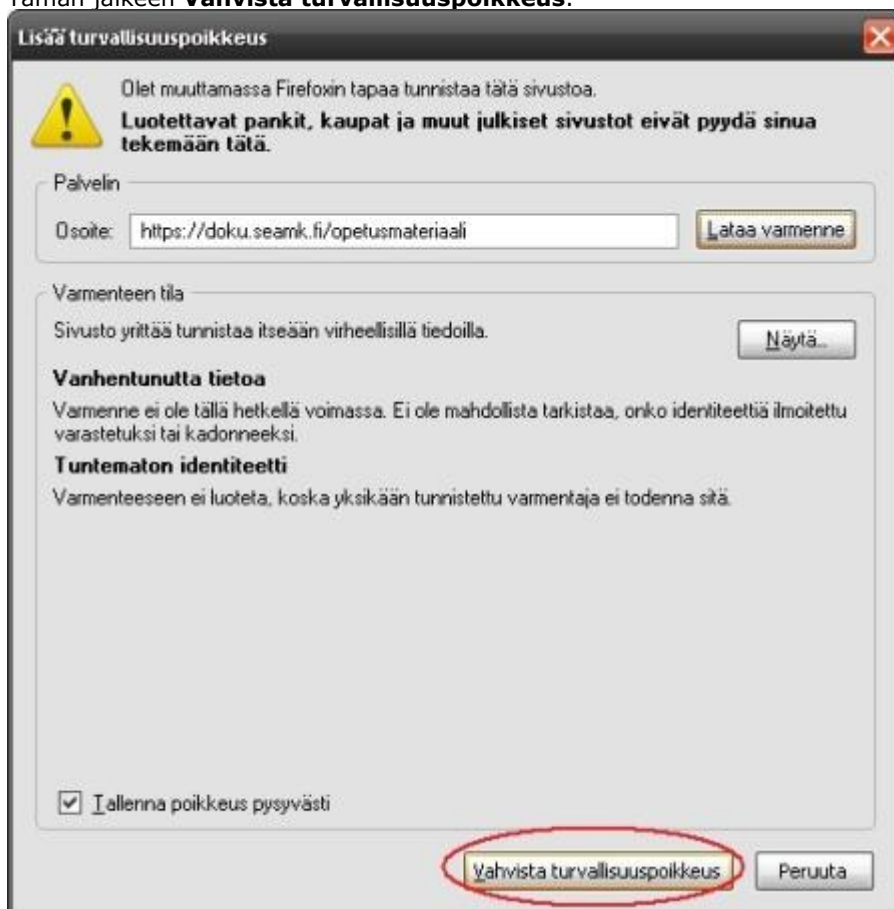 Tämän jälkeen Vahvista turvallisuuspoikkeus.
Lisää turvallisuuspoikkeus
Olet muuttamassa Firefoxin tapaa tunnistaa tätä sivustoa.
Luotettavat pankit, kaupat ja muut julkiset sivustot eivät pyydä sinua
tekemään tätä.
Palvelin
Osoite: https://doku.seamk.fi/opetusmateriaali Lataa varmenne
Varmenteen tila
Sivusto yrittää tunnistaa itseään virheellisillä tiedoilla. Näytä...
Vanhentunutta tietoa
Varmenne ei ole tällä hetkellä voimassa. Ei ole mahdollista tarkistaa, onko identiteettiä ilmoitettu
varastetuksi tai kadonneeksi.
Tuntematon identiteetti
Varmenteeseen ei luoteta, koska yksikään tunnistettu varmentaja ei todenna sitä.
Tallenna poikkeus pysyvästi
Vahvista turvallisuuspoikkeus Peruuta